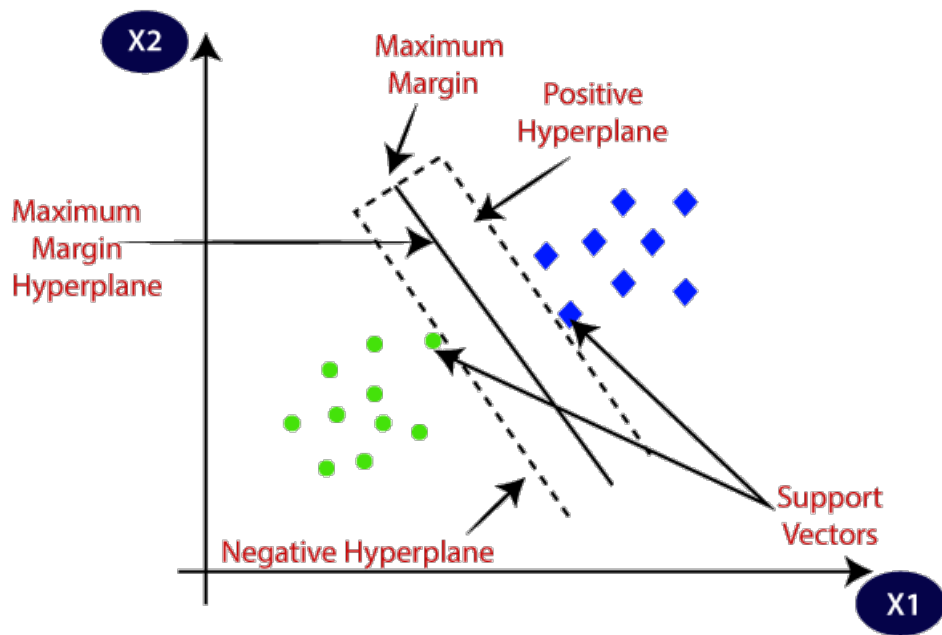 X2
Maximum
Margin
Positive
Hyperplane
Maximum
Margin
Hyperplane
Support
Vectors
Negative Hyperplane
X1